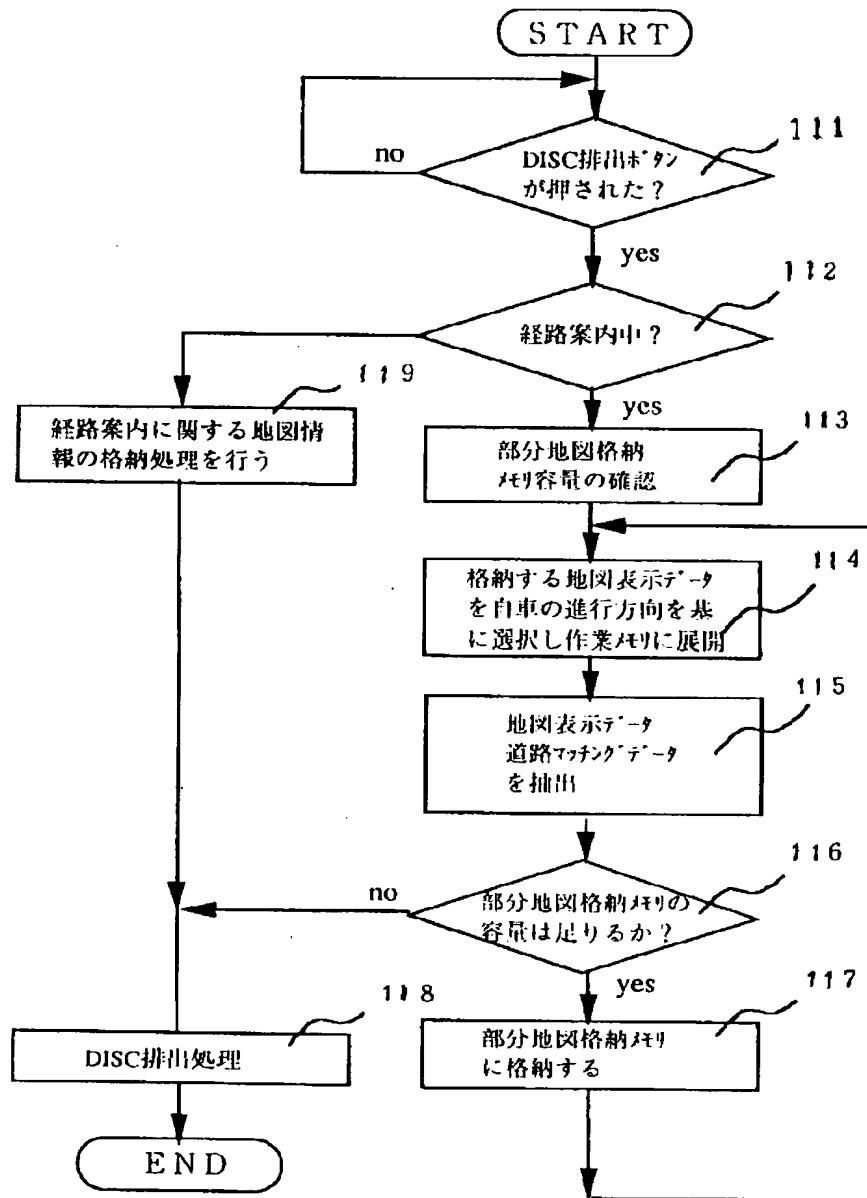 START
111
no
DISC排出ボタン
が押された?
yes
112
経路案内中?
119
yes
経路案内に関する地図情
報の格納処理を行う
113
部分地図格納
メモリ容量の確認
114
格納する地図表示データ
を自車の進行方向を基
に選択し作業メモリに展開
115
地図表示データ
道路マッチングデータ
を抽出
116
no
部分地図格納メモリの
容量は足りるか?
yes
117
118
部分地図格納メモリ
に格納する
DISC排出処理
END